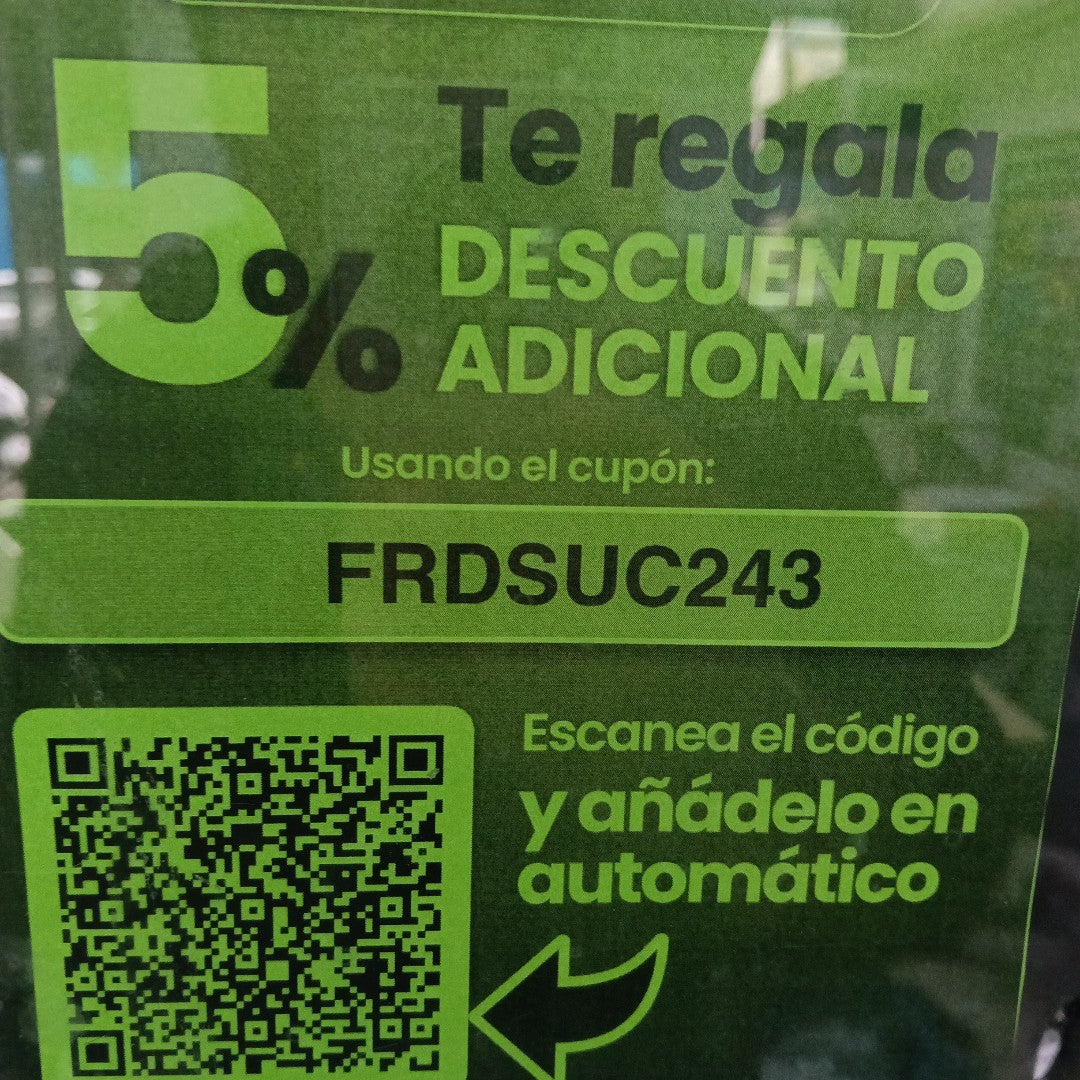 5%
Te regala
DESCUENTO
ADICIONAL
Usando el cupón:
FRDSUC243
Escanea el código
y añádelo en
automático